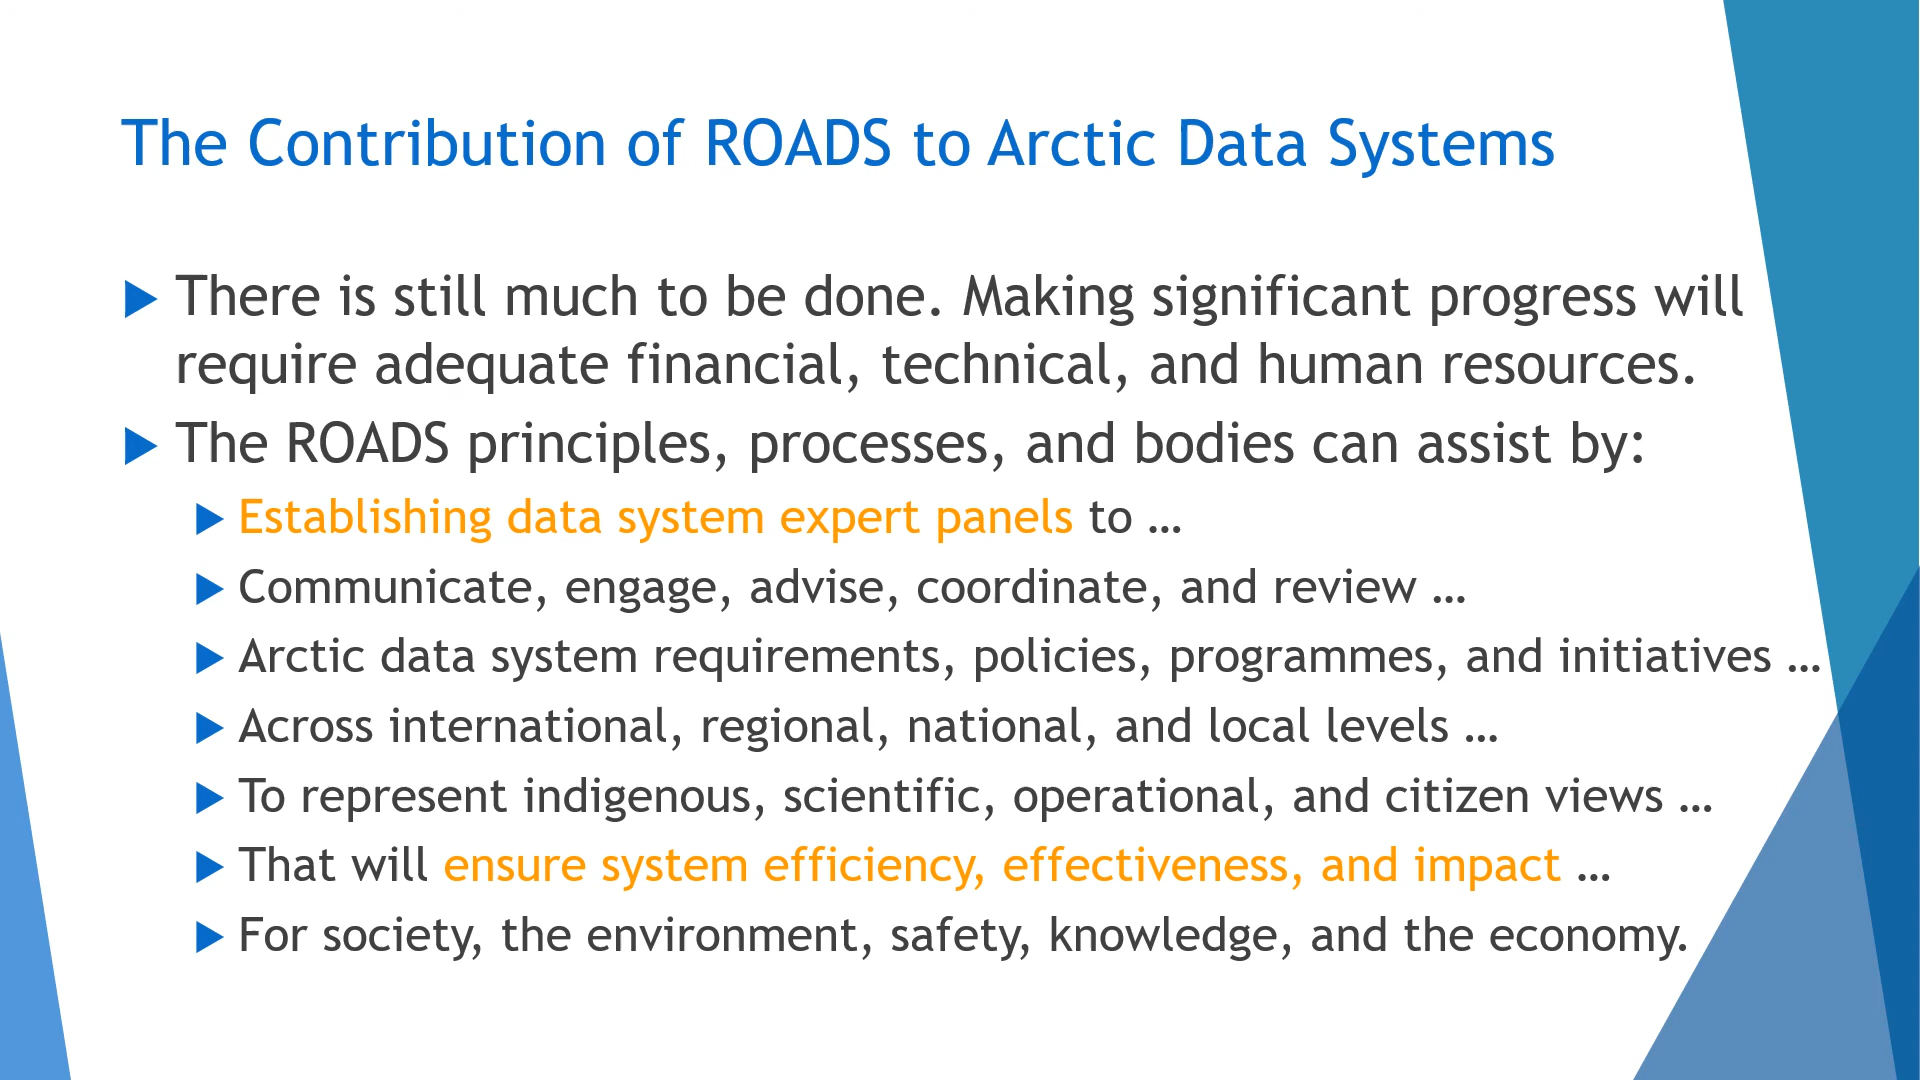 The Contribution of ROADS to Arctic Data Systems
There is still much to be done. Making significant progress will
require adequate financial, technical, and human resources.
The ROADS principles, processes, and bodies can assist by:
Establishing data system expert panels to …
Communicate, engage, advise, coordinate, and review …
Arctic data system requirements, policies, programmes, and initiatives …
Across international, regional, national, and local levels …
To represent indigenous, scientific, operational, and citizen views …
That will ensure system efficiency, effectiveness, and impact …
For society, the environment, safety, knowledge, and the economy.